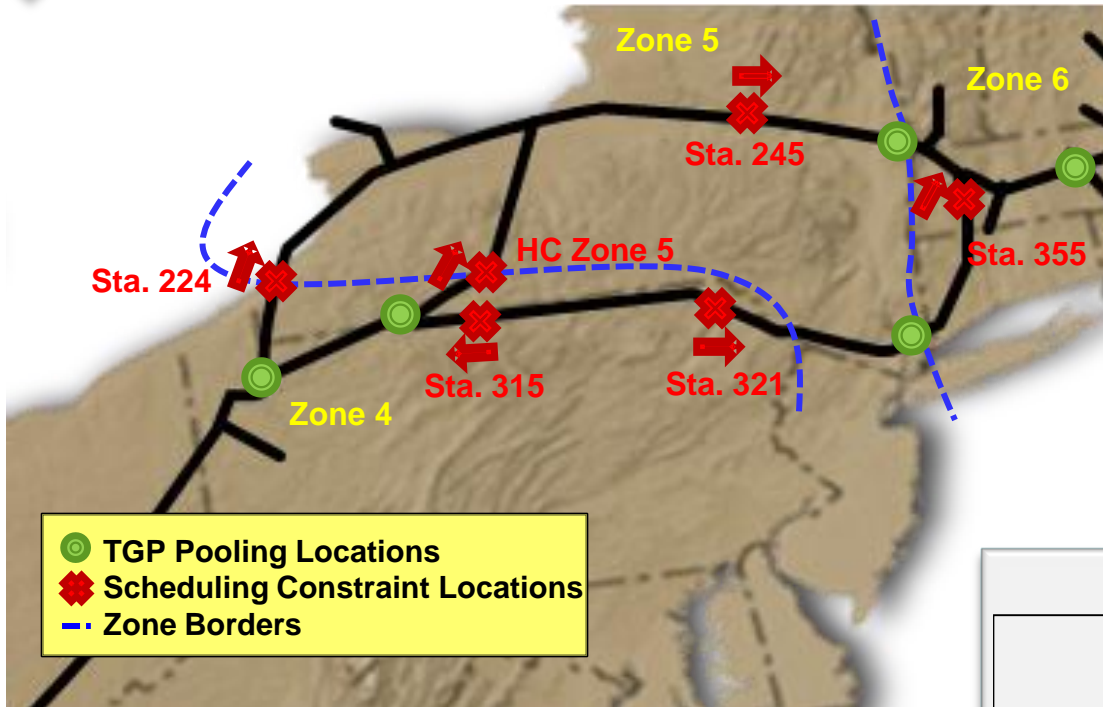 Zone 5
Zone 6
Sta. 245
HC Zone 5
Sta. 224
Sta. 355
Sta. 315
Sta. 321
Zone 4
TGP Pooling Locations
Scheduling Constraint Locations
Zone Borders